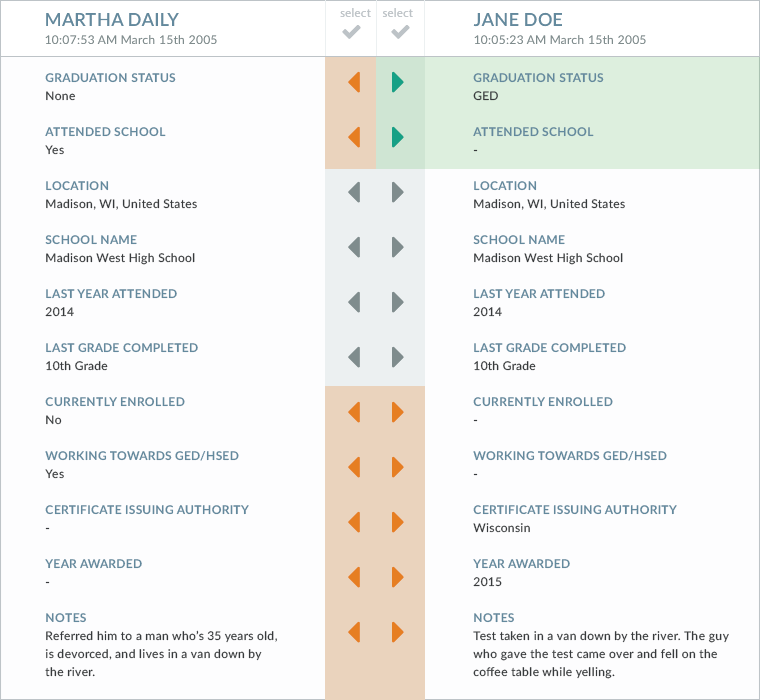 MARTHA DAILY
10:07:53 AM March 15th 2005
select
select
JANE DOE
10:05:23 AM March 15th 2005
GRADUATION STATUS
None
GRADUATION STATUS
GED
ATTENDED SCHOOL
Yes
ATTENDED SCHOOL
-
LOCATION
Madison, WI, United States
LOCATION
Madison, WI, United States
SCHOOL NAME
Madison West High School
SCHOOL NAME
Madison West High School
LAST YEAR ATTENDED
2014
LAST YEAR ATTENDED
2014
LAST GRADE COMPLETED
10th Grade
LAST GRADE COMPLETED
10th Grade
CURRENTLY ENROLLED
No
CURRENTLY ENROLLED
-
WORKING TOWARDS GED/HSED
Yes
WORKING TOWARDS GED/HSED
-
CERTIFICATE ISSUING AUTHORITY
-
CERTIFICATE ISSUING AUTHORITY
Wisconsin
YEAR AWARDED
-
YEAR AWARDED
2015
NOTES
Referred him to a man who's 35 years old,
is devorced, and lives in a van down by
the river.
NOTES
Test taken in a van down by the river. The guy
who gave the test came over and fell on the
coffee table while yelling.